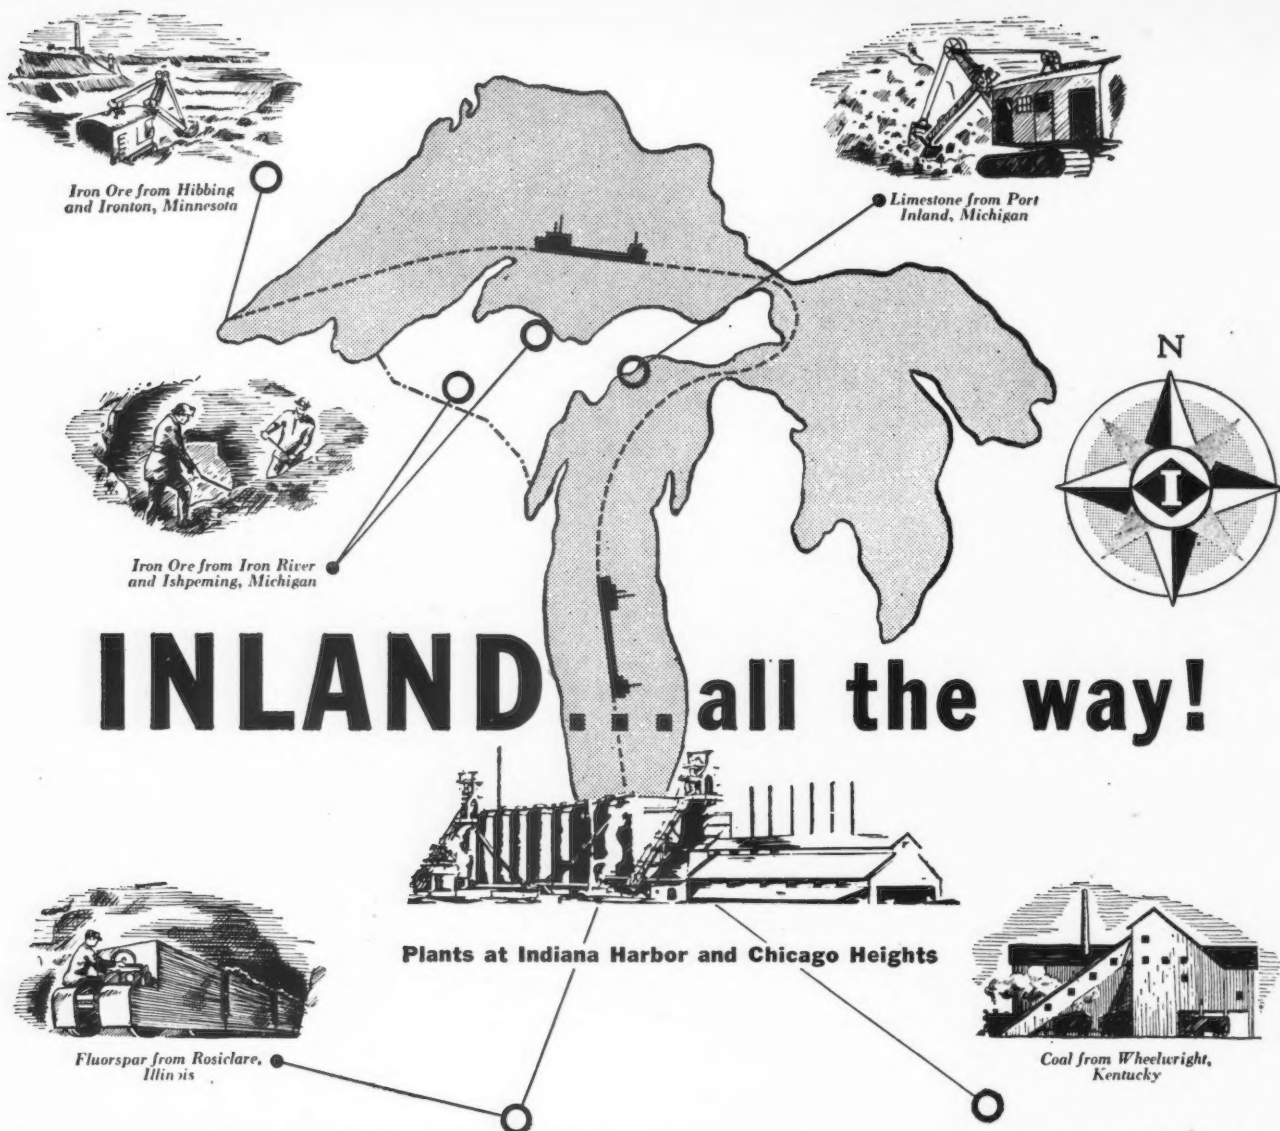 Iron Ore from Hibbing
and Ironton, Minnesota
Limestone from Port
Inland, Michigan
N
I
Iron Ore from Iron River
and Ishpeming, Michigan
INLAND... all the way!
Plants at Indiana Harbor and Chicago Heights
Fluorspar from Rosiclare,
Illinois
Coal from Wheelwright,
Kentucky